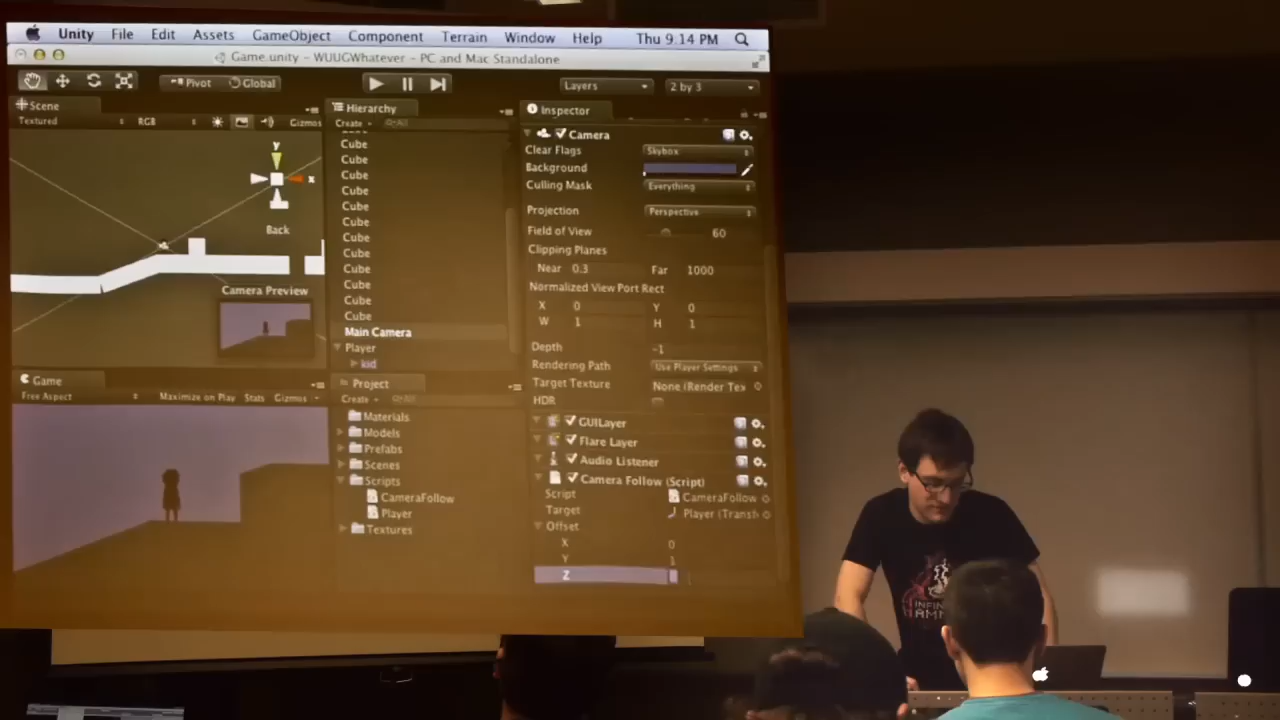 Unity File Edit Assets GameObject Component Terrain Window Help Thu 9.14 PM
Game.unity - WUUGWhatever - PC and Mac Standalone
Pivot Global Layers 2 by 3
Scene
Textured RGB Gizmos
y
x
Back
Camera Preview
Game
Free Aspect Maximize on Play Stats Gizmos
Hierarchy
Create All
Cube
Cube
Cube
Cube
Cube
Cube
Cube
Cube
Cube
Cube
Cube
Cube
Main Camera
Player
kid
Project
Create All
Materials
Models
Prefabs
Scenes
Scripts
CameraFollow
Player
Textures
Inspector
Camera
Clear Flags Skybox
Background
Culling Mask Everything
Projection Perspective
Field of View 60
Clipping Planes
Near 0.3 Far 1000
Normalized View Port Rect
X 0 Y 0
W 1 H 1
Depth -1
Rendering Path Use Player Settings
Target Texture None (Render Tex
HDR
GUILayer
Flare Layer
Audio Listener
Camera Follow (Script)
Script CameraFollow
Target Player (Transf
Offset
X 0
Y 1
Z